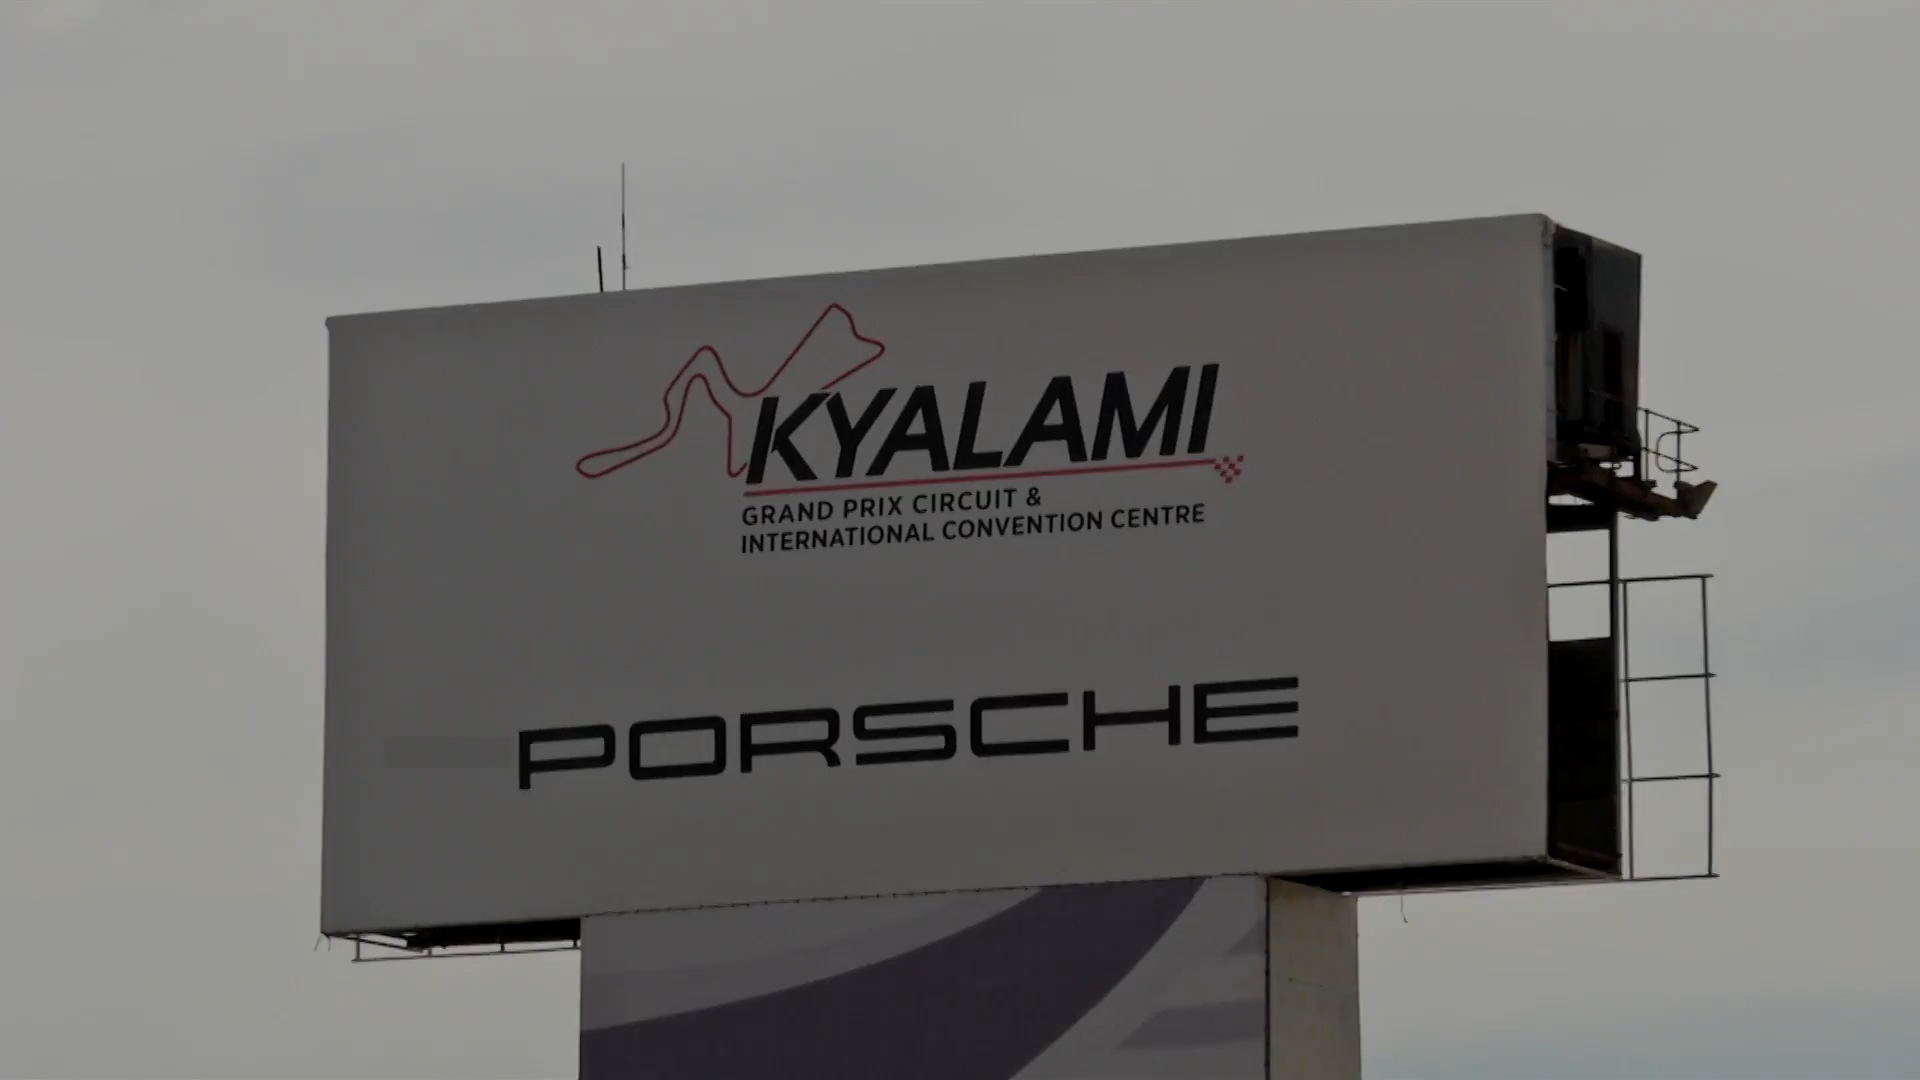 KYALAMI
GRAND PRIX CIRCUIT &
INTERNATIONAL CONVENTION CENTRE
PORSCHE